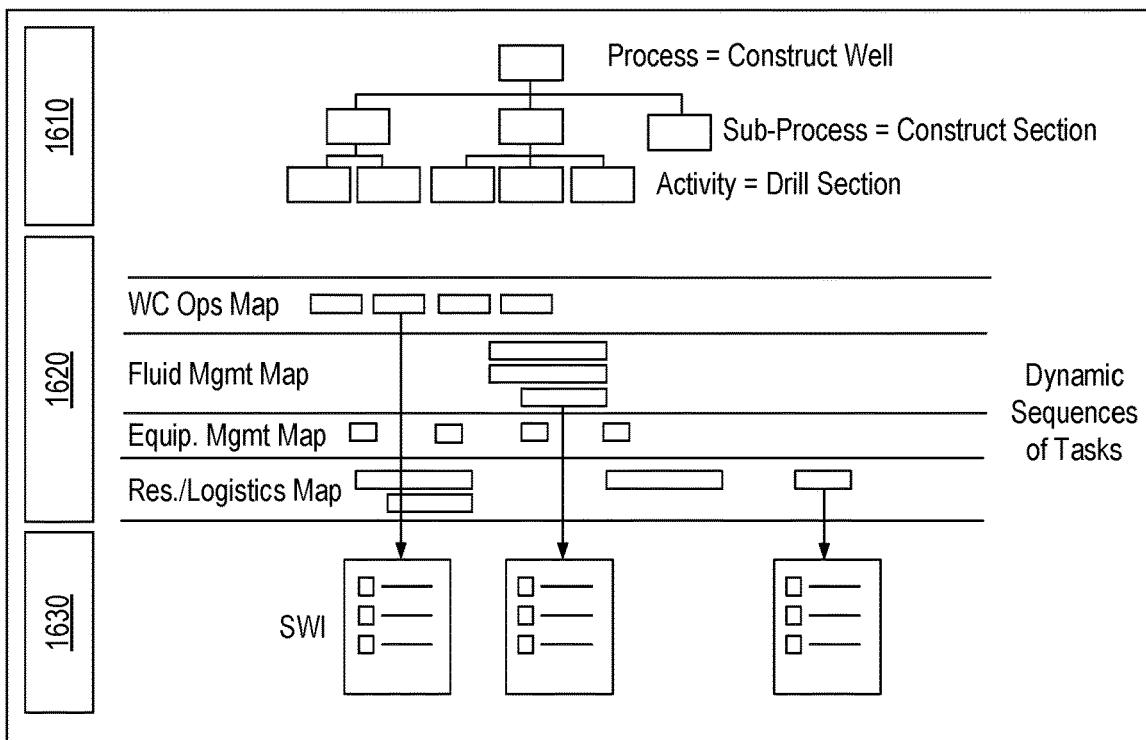 1610
Process = Construct Well
Sub-Process = Construct Section
Activity = Drill Section
1620
WC Ops Map
Fluid Mgmt Map
Equip. Mgmt Map
Res./Logistics Map
Dynamic
Sequences
of Tasks
1630
SWI